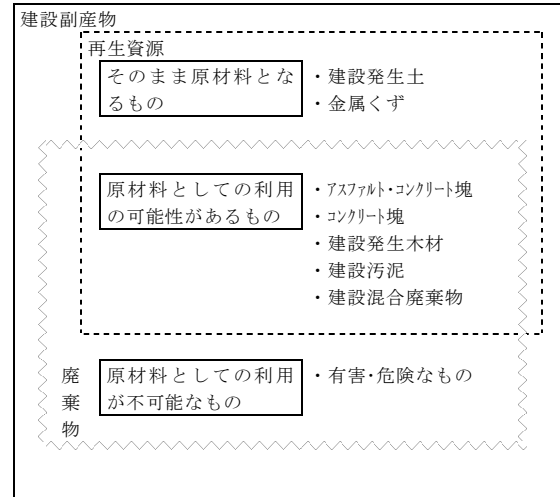 建設副産物
再生資源
そのまま原材料とな
るもの
・建設発生土
・金属くず
原材料としての利用
の可能性があるもの
・ｱｽﾌｧﾙﾄ･ｺﾝｸﾘｰﾄ塊
・ｺﾝｸﾘｰﾄ塊
・建設発生木材
・建設汚泥
・建設混合廃棄物
廃棄物
原材料としての利用
が不可能なもの
・有害･危険なもの